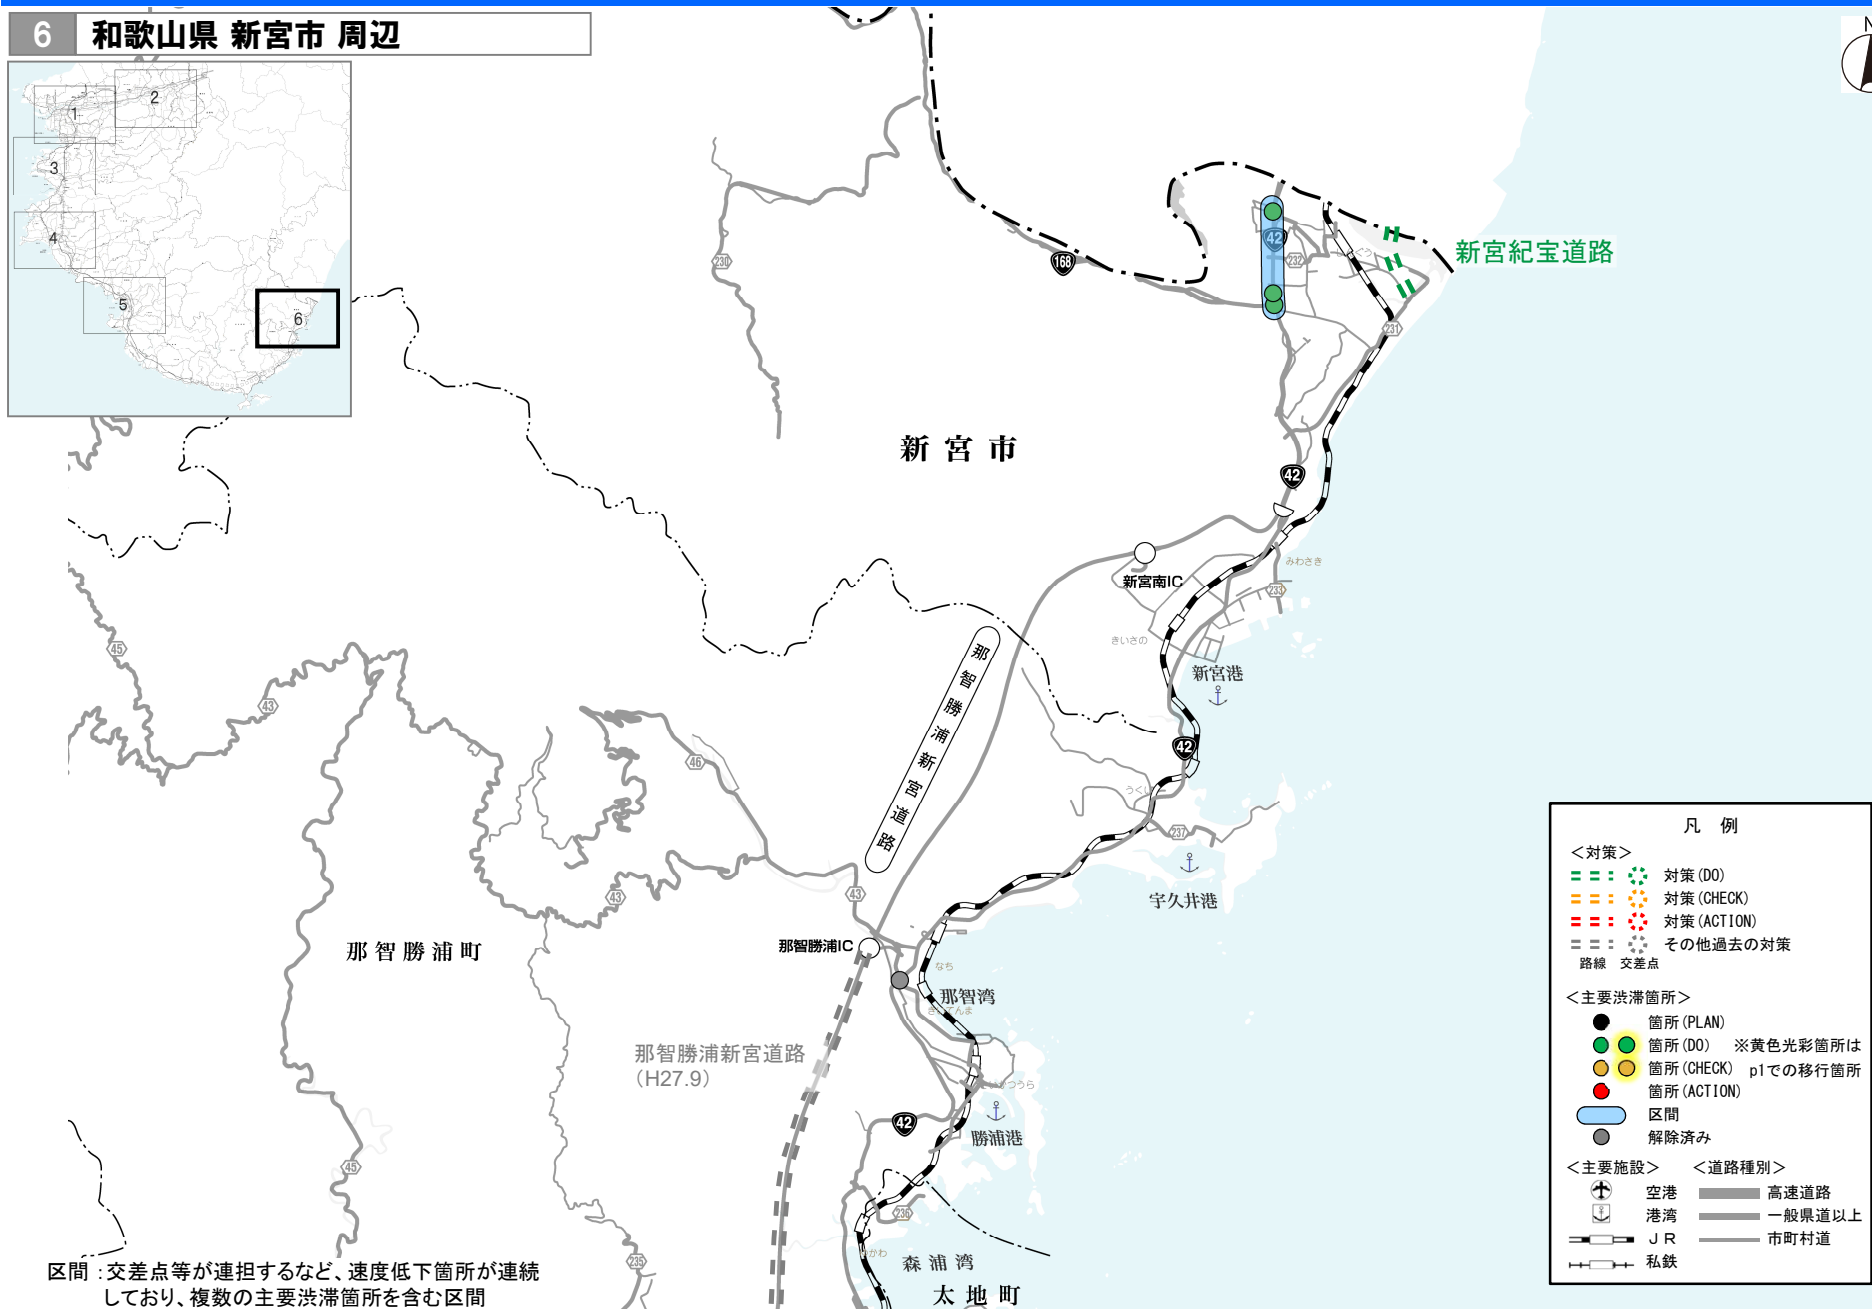 6 和歌山県 新宮市 周辺
N
1
2
3
4
5
6
新宮紀宝道路
42
232
168
230
231
新宮市
42
みわさき
新宮南IC
233
きいさの
新宮港
45
43
那智勝浦新宮道路
46
42
うくい
237
宇久井港
43
43
那智勝浦IC
那智勝浦町
なち
那智湾
那智勝浦新宮道路
(H27.9)
42
勝浦港
45
236
235
森浦湾
太地町
区間：交差点等が連担するなど、速度低下箇所が連続
しており、複数の主要渋滞箇所を含む区間
凡 例
＜対策＞
対策(DO)
対策(CHECK)
対策(ACTION)
その他過去の対策
路線 交差点
＜主要渋滞箇所＞
箇所(PLAN)
箇所(DO) ※黄色光彩箇所は
箇所(CHECK) p1での移行箇所
箇所(ACTION)
区間
解除済み
＜主要施設＞ ＜道路種別＞
空港 高速道路
港湾 一般県道以上
ＪＲ 市町村道
私鉄